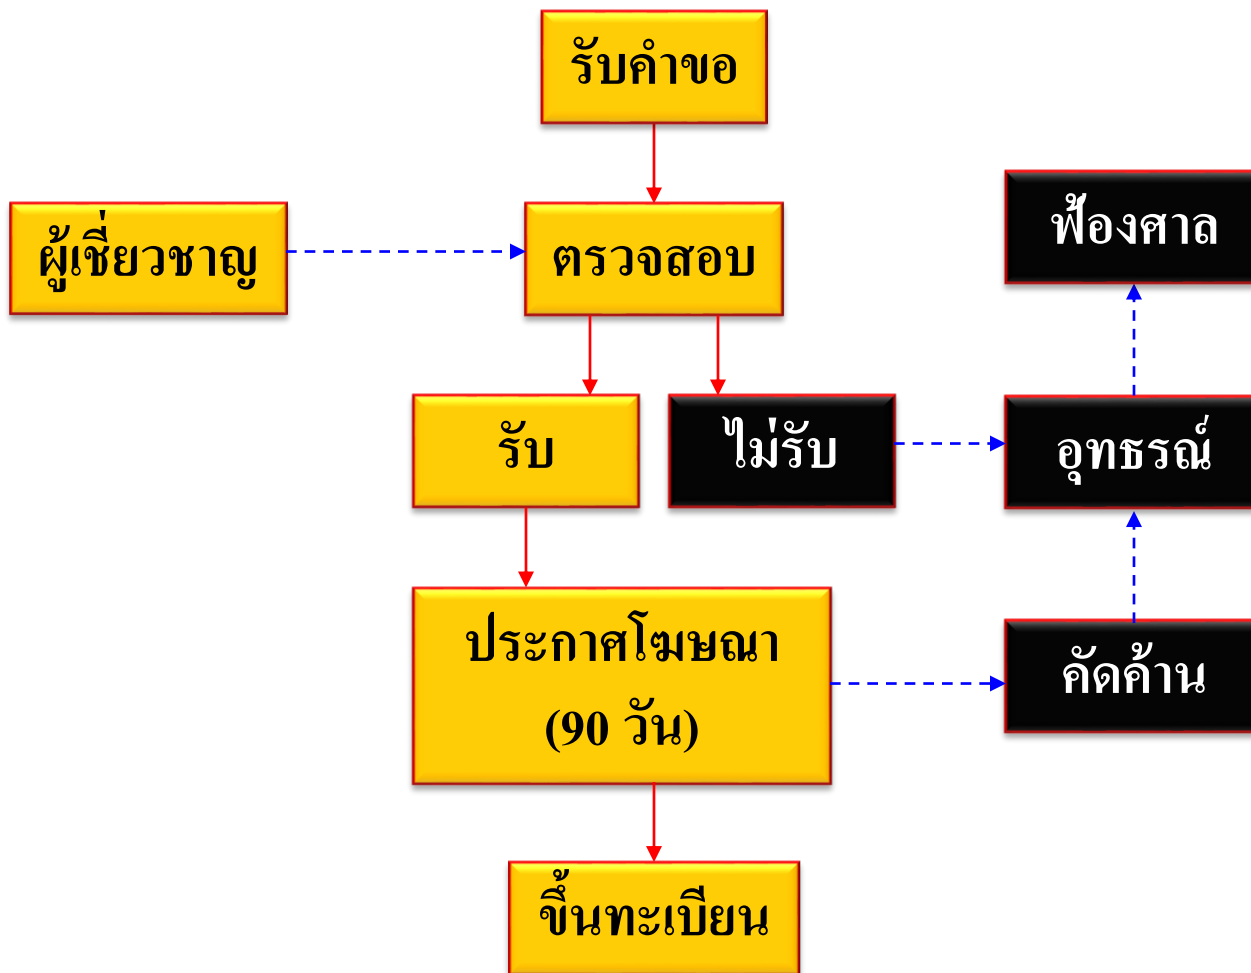 รับคำขอ
ฟ้องศาล
ผู้เชี่ยวชาญ
ตรวจสอบ
รับ
ไม่รับ
อุทธรณ์
ประกาศโฆษณา
(90 วัน)
คัดค้าน
ขึ้นทะเบียน